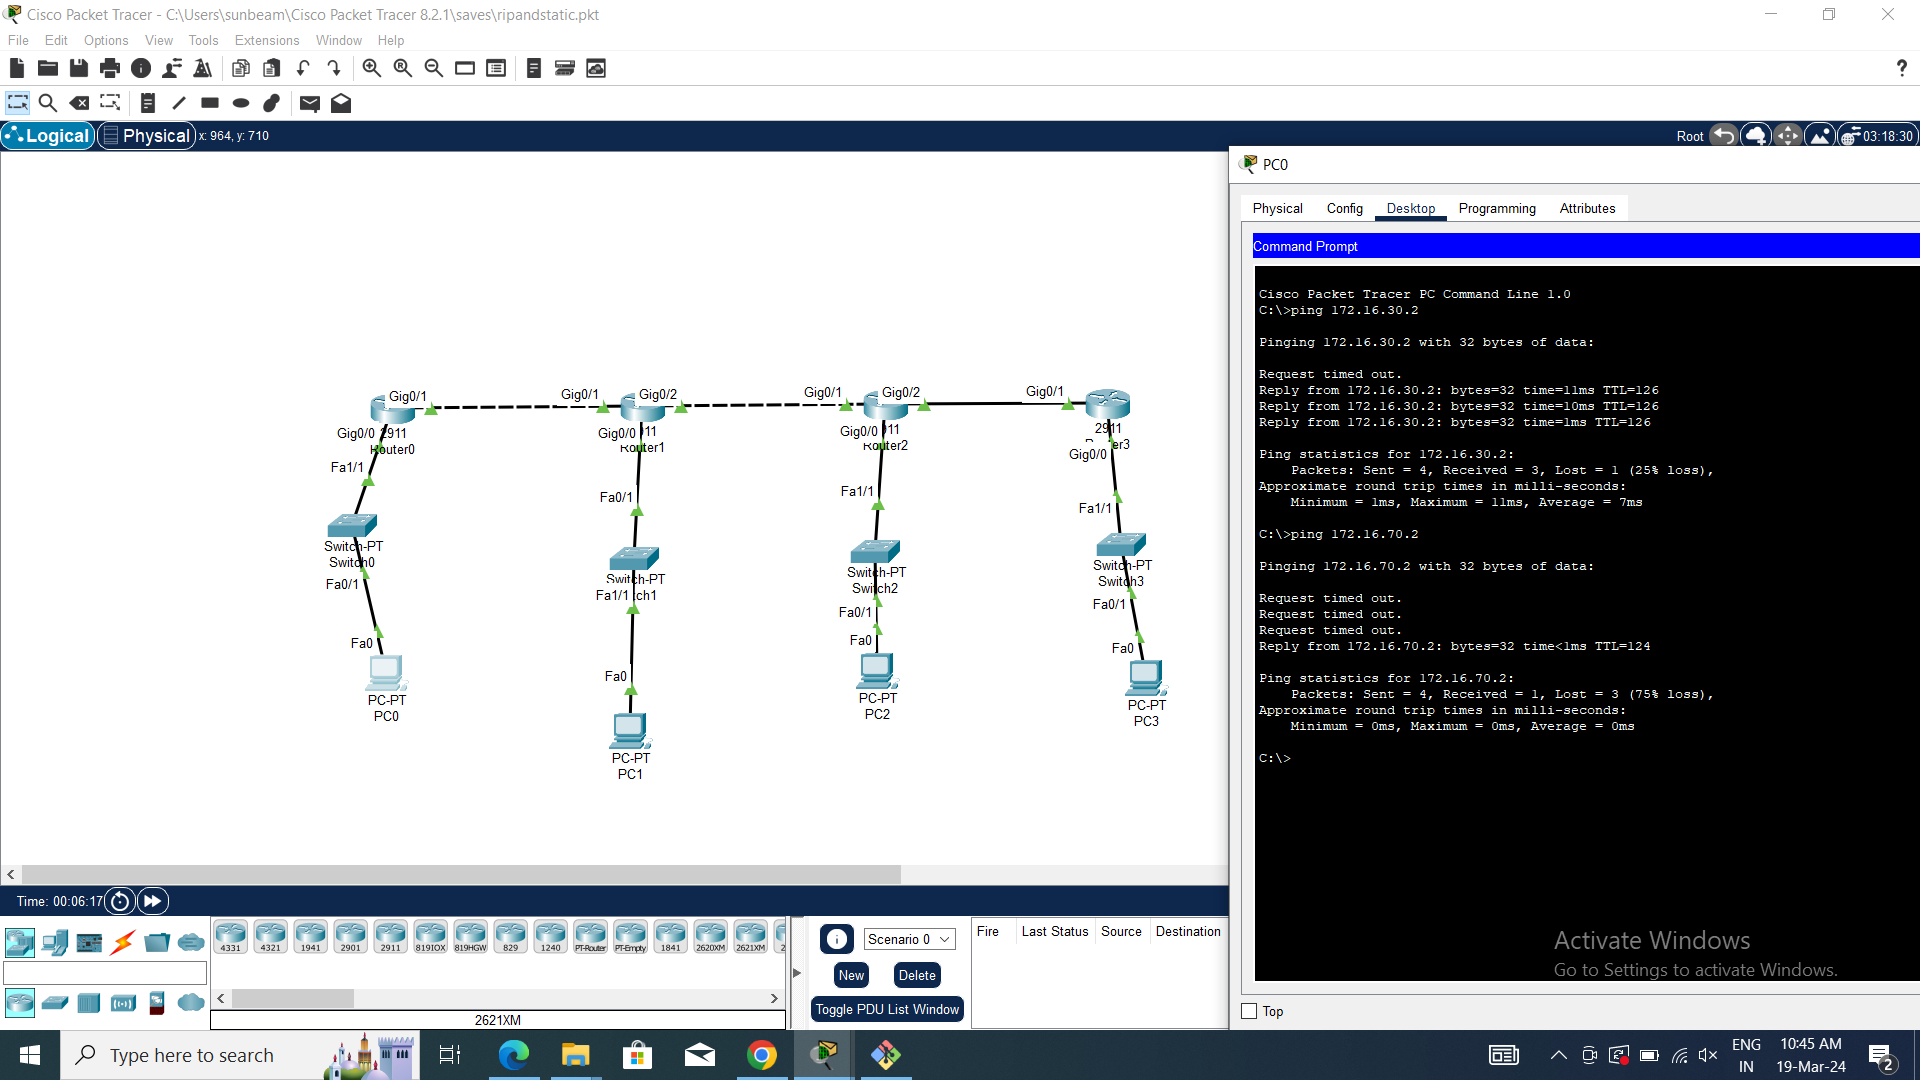 Cisco Packet Tracer - C:\Users\sunbeam\Cisco Packet Tracer 8.2.1\saves\ripandstatic.pkt
File Edit Options View Tools Extensions Window Help
?
Logical Physical x: 964, y: 710
Root 03:18:30
PC0
Physical Config Desktop Programming Attributes
Command Prompt
Cisco Packet Tracer PC Command Line 1.0
C:\>ping 172.16.30.2
Pinging 172.16.30.2 with 32 bytes of data:
Request timed out.
Reply from 172.16.30.2: bytes=32 time=11ms TTL=126
Reply from 172.16.30.2: bytes=32 time=10ms TTL=126
Reply from 172.16.30.2: bytes=32 time=1ms TTL=126
Ping statistics for 172.16.30.2:
Packets: Sent = 4, Received = 3, Lost = 1 (25% loss),
Approximate round trip times in milli-seconds:
Minimum = 1ms, Maximum = 11ms, Average = 7ms
C:\>ping 172.16.70.2
Pinging 172.16.70.2 with 32 bytes of data:
Request timed out.
Request timed out.
Request timed out.
Reply from 172.16.70.2: bytes=32 time<1ms TTL=124
Ping statistics for 172.16.70.2:
Packets: Sent = 4, Received = 1, Lost = 3 (75% loss),
Approximate round trip times in milli-seconds:
Minimum = 0ms, Maximum = 0ms, Average = 0ms
C:\>
Activate Windows
Go to Settings to activate Windows.
Top
Gig0/1 Gig0/1 Gig0/2 Gig0/1 Gig0/2 Gig0/1
Gig0/0 2911 Gig0/0 11 Gig0/0 11 2911
Router0 Router1 Router2 er3
Gig0/0
Fa1/1 Fa0/1 Fa1/1 Fa1/1
Switch-PT
Switch0
Switch-PT
ch1
Switch-PT
Switch2
Switch-PT
Switch3
Fa0/1 Fa1/1 Fa0/1 Fa0/1
Fa0 Fa0 Fa0 Fa0
PC-PT
PC0
PC-PT
PC1
PC-PT
PC2
PC-PT
PC3
Time: 00:06:17
4331 4321 1941 2901 2911 819IOX 819HGW 829 1240 PT-Router PT-Empty 1841 2620XM 2621XM 2
2621XM
Scenario 0
New Delete
Toggle PDU List Window
Fire Last Status Source Destination
Type here to search
ENG
IN
10:45 AM
19-Mar-24
2